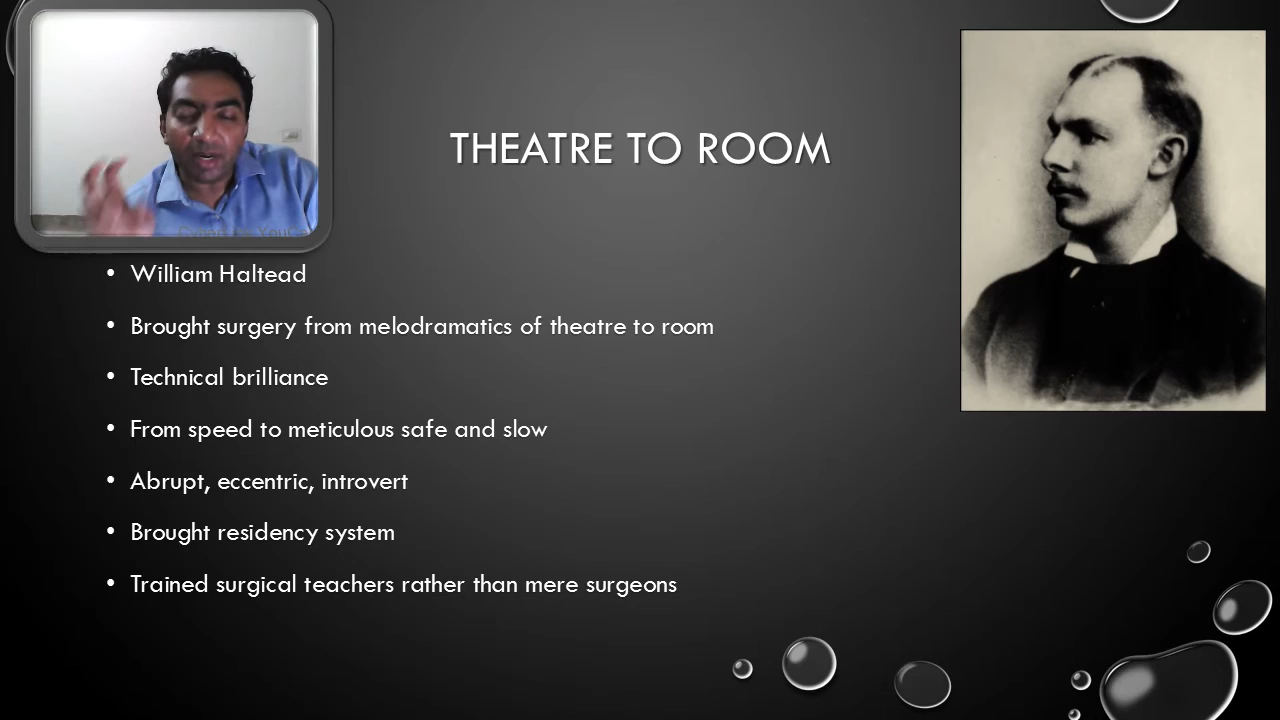 THEATRE TO ROOM
• William Haltead
• Brought surgery from melodramatics of theatre to room
• Technical brilliance
• From speed to meticulous safe and slow
• Abrupt, eccentric, introvert
• Brought residency system
• Trained surgical teachers rather than mere surgeons